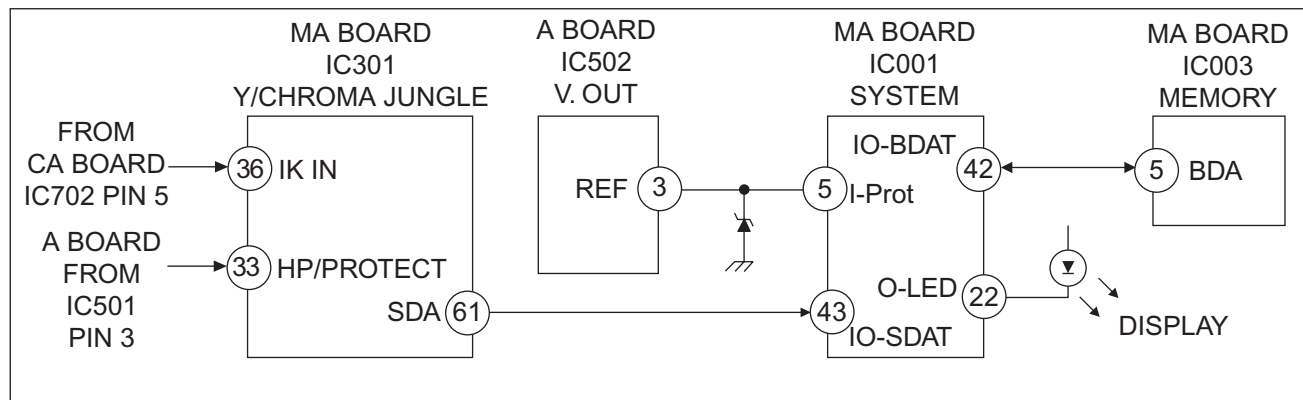 MA BOARD
IC301
Y/CHROMA JUNGLE
A BOARD
IC502
V. OUT
MA BOARD
IC001
SYSTEM
MA BOARD
IC003
MEMORY
FROM
CA BOARD
IC702 PIN 5
36 IK IN
A BOARD
FROM
IC501
PIN 3
33 HP/PROTECT
SDA 61
REF 3
5 I-Prot
IO-BDAT
42
5 BDA
O-LED 22
43
IO-SDAT
DISPLAY